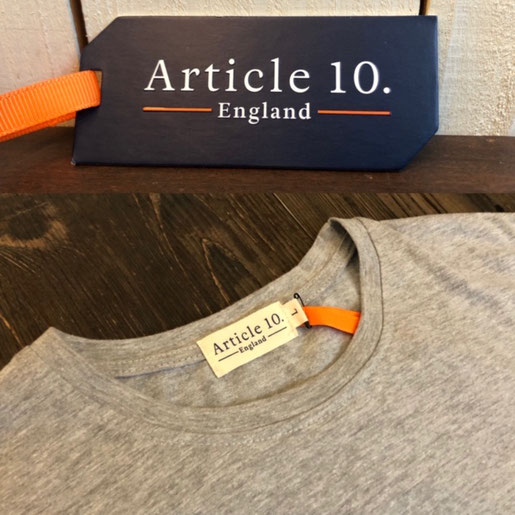 Article 10.
England
Article 10.
England
L